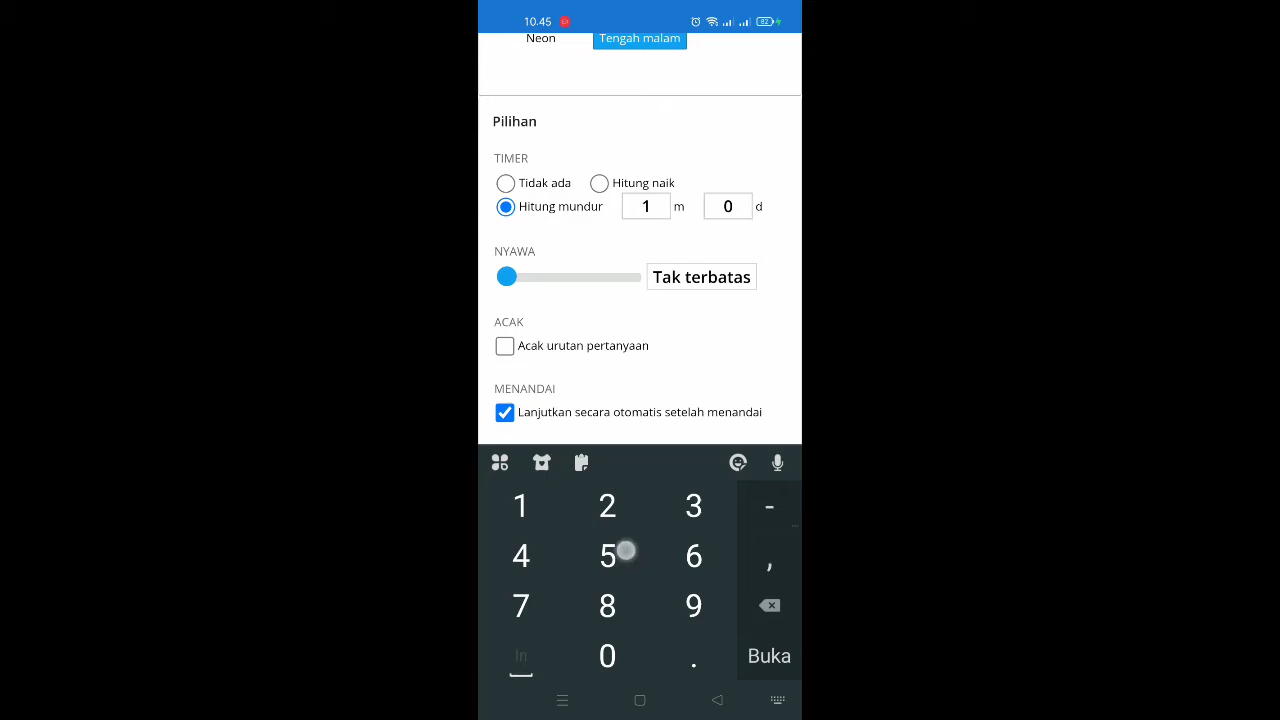 10.45 82
Neon Tengah malam
Pilihan
TIMER
Tidak ada Hitung naik
Hitung mundur 1 m 0 d
NYAWA
Tak terbatas
ACAK
Acak urutan pertanyaan
MENANDAI
Lanjutkan secara otomatis setelah menandai
1 2 3 -
4 5 6 ,
7 8 9
In 0 . Buka